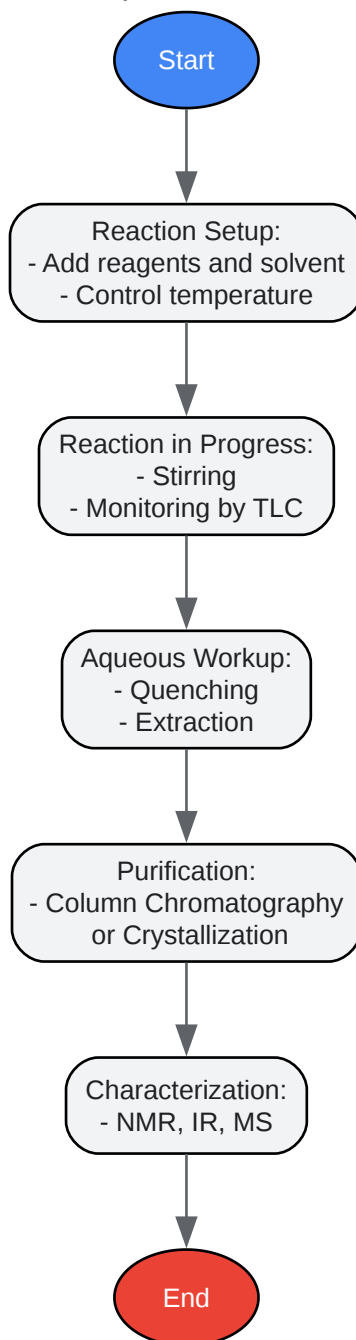 Start
Reaction Setup:
- Add reagents and solvent
- Control temperature
Reaction in Progress:
- Stirring
- Monitoring by TLC
Aqueous Workup:
- Quenching
- Extraction
Purification:
- Column Chromatography
or Crystallization
Characterization:
- NMR, IR, MS
End